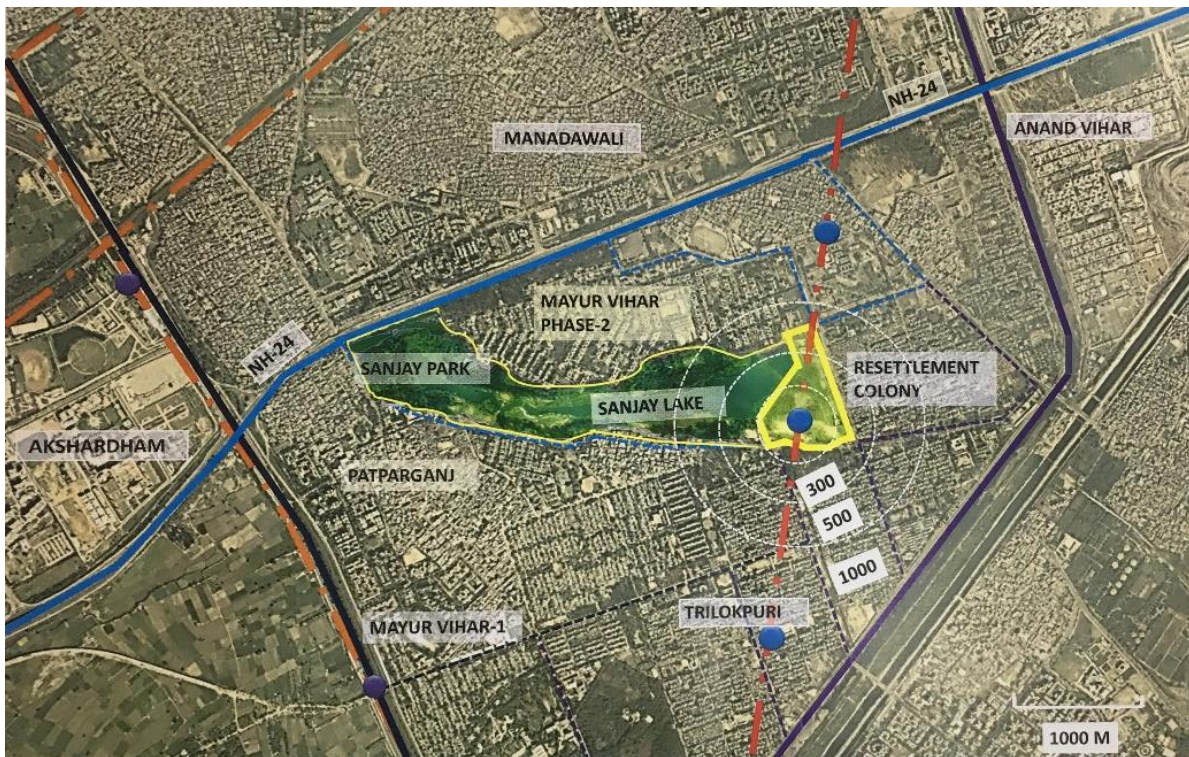 NH-24
MANADAWALI
ANAND VIHAR
MAYUR VIHAR
PHASE-2
NH-24
SANJAY PARK
RESETTLEMENT
COLONY
SANJAY LAKE
AKSHARDHAM
PATPARGANJ
300
500
1000
TRILOKPURI
MAYUR VIHAR-1
1000 M